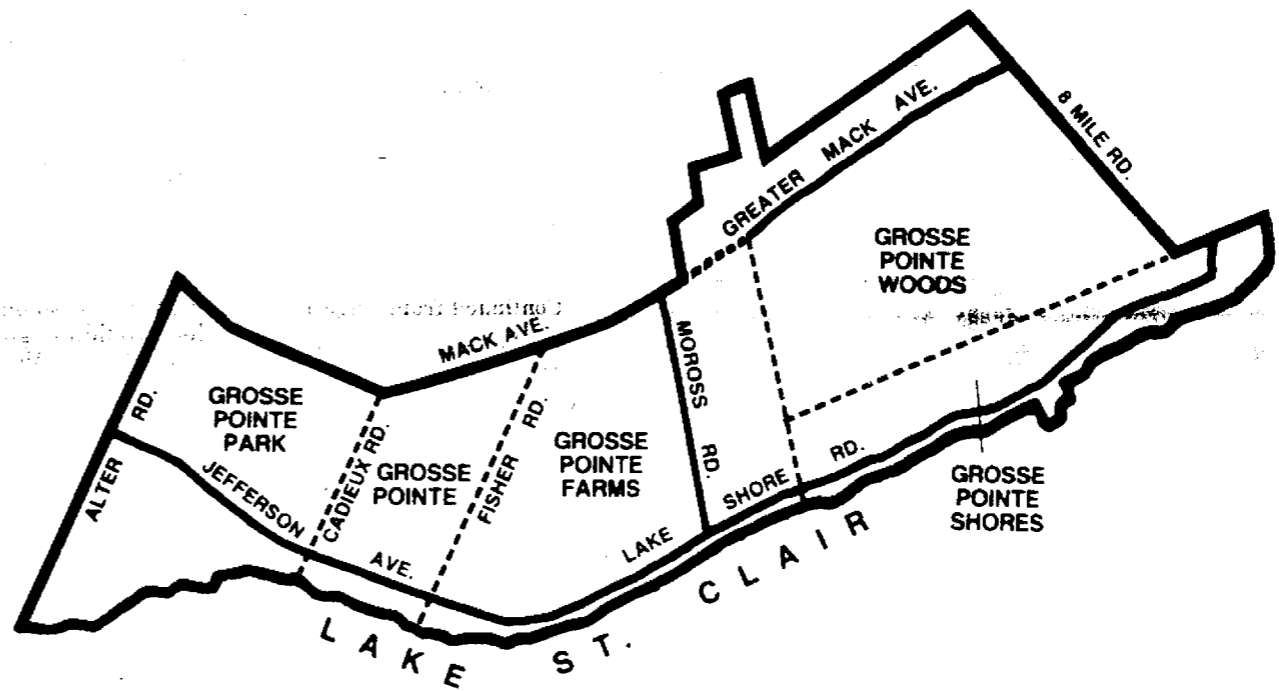 GREATER MACK AVE.
8 MILE RD.
GROSSE
POINTE
WOODS
Continued from
MACK AVE.
MOROSS RD.
GROSSE
POINTE
PARK
ALTER RD.
JEFFERSON AVE.
CADIEUX RD.
GROSSE
POINTE
FISHER RD.
GROSSE
POINTE
FARMS
LAKE SHORE RD.
GROSSE
POINTE
SHORES
LAKE ST. CLAIR